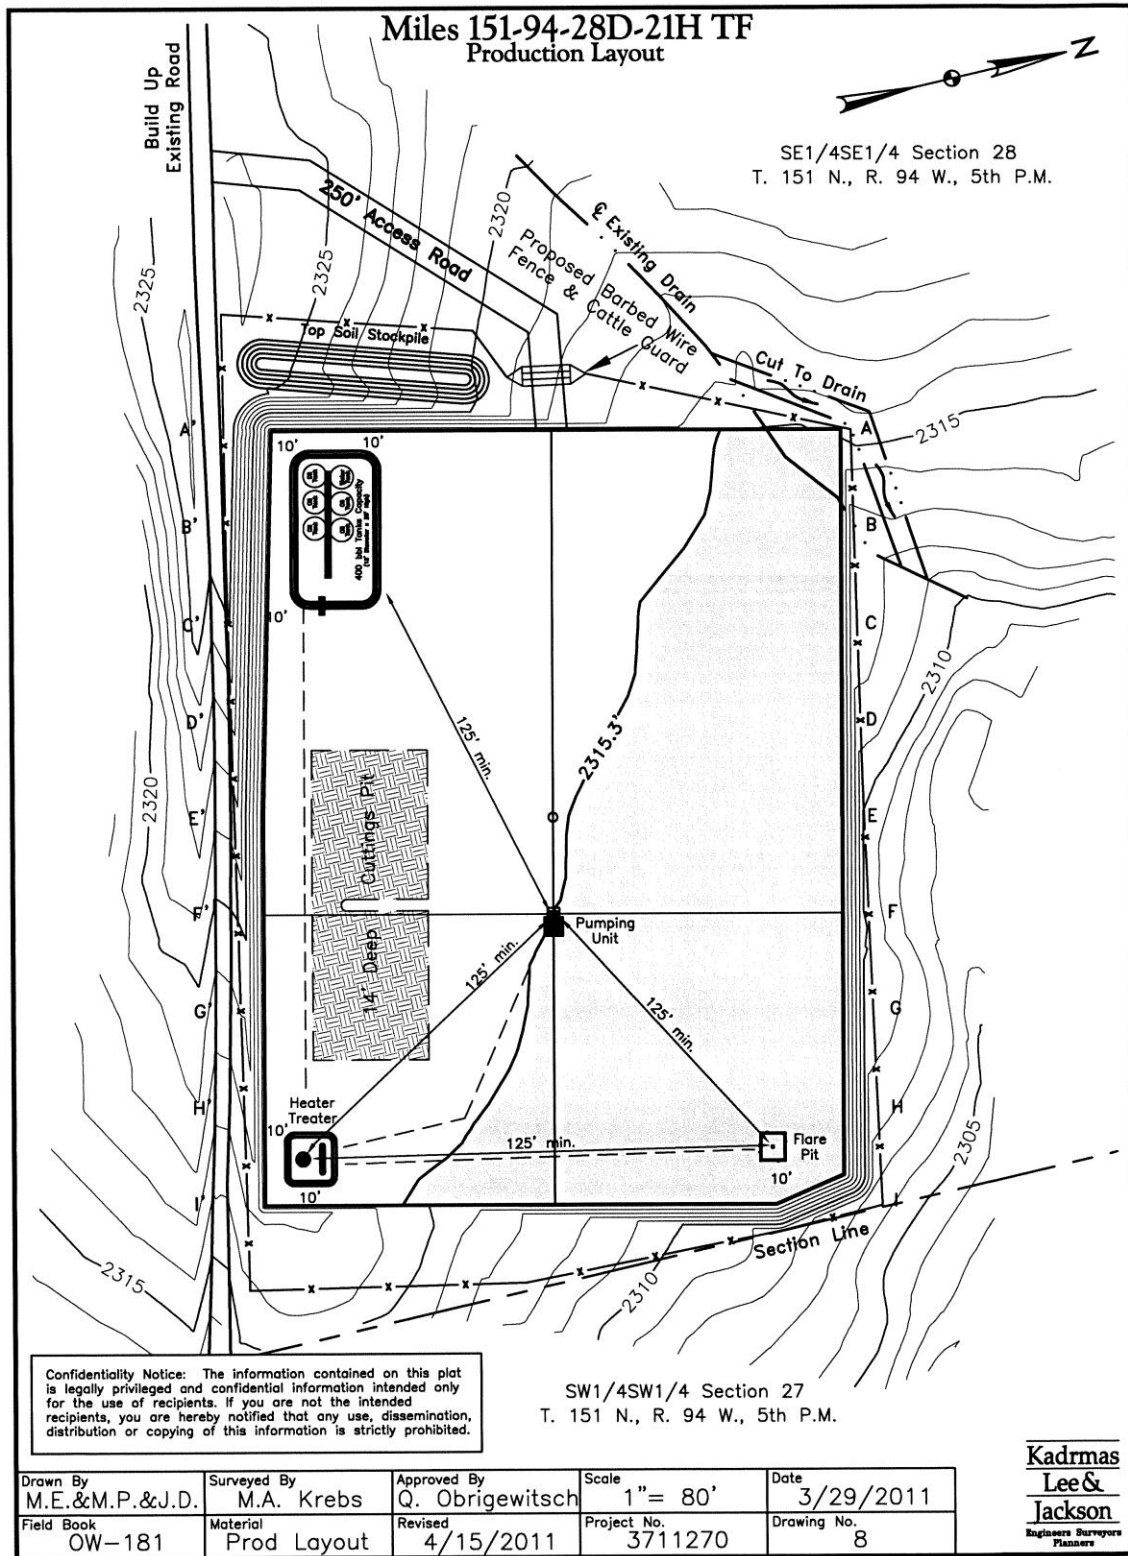 Miles 151-94-28D-21H TF
Production Layout
Build Up
Existing Road
N
SE1/4SE1/4 Section 28
T. 151 N., R. 94 W., 5th P.M.
250' Access Road
2320
℄ Existing Drain
Proposed Barbed Wire
Fence & Cattle Guard
2325
2325
Top Soil Stockpile
Cut To Drain
2315
A'
B'
C'
D'
E'
F'
G'
H'
I'
A
B
C
D
E
F
G
H
I
10'
10'
10'
400 bbl Tanks Capacity
125' min.
2315.3'
2310
2320
14' Deep Cuttings Pit
Pumping
Unit
125' min.
125' min.
Heater
Treater
10'
10'
125' min.
Flare
Pit
10'
2305
Section Line
2315
2310
Confidentiality Notice: The information contained on this plat
is legally privileged and confidential information intended only
for the use of recipients. If you are not the intended
recipients, you are hereby notified that any use, dissemination,
distribution or copying of this information is strictly prohibited.
SW1/4SW1/4 Section 27
T. 151 N., R. 94 W., 5th P.M.
Drawn By
M.E.&M.P.&J.D.
Surveyed By
M.A. Krebs
Approved By
Q. Obrigewitsch
Scale
1"= 80'
Date
3/29/2011
Field Book
OW-181
Material
Prod Layout
Revised
4/15/2011
Project No.
3711270
Drawing No.
8
Kadrmas
Lee &
Jackson
Engineers Surveyors
Planners